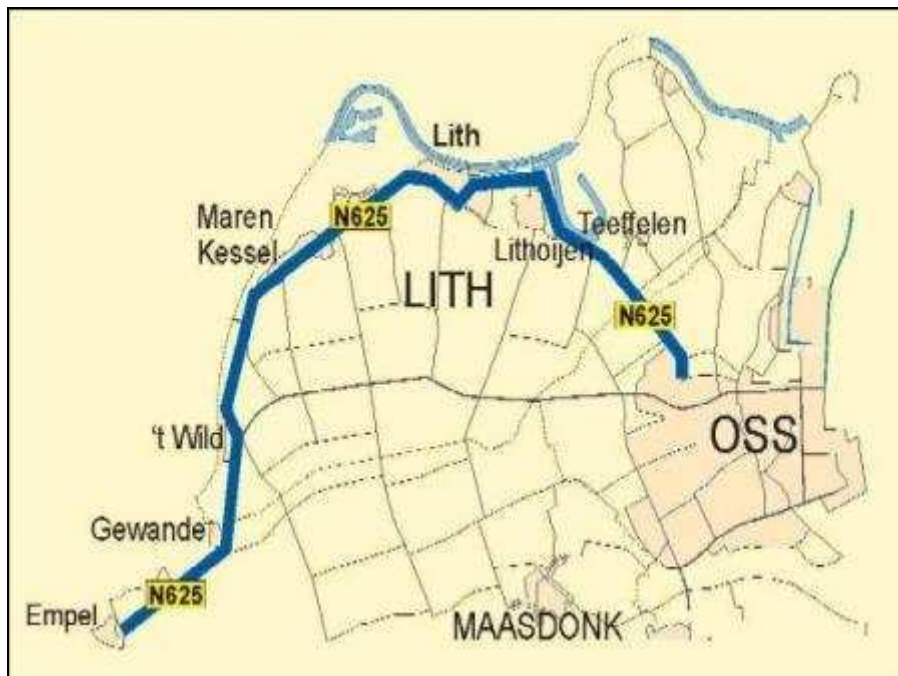 Lith
Maren
Kessel
N625
Teeffelen
Lithoijen
LITH
N625
't Wild
OSS
Gewande
N625
Empel
MAASDONK